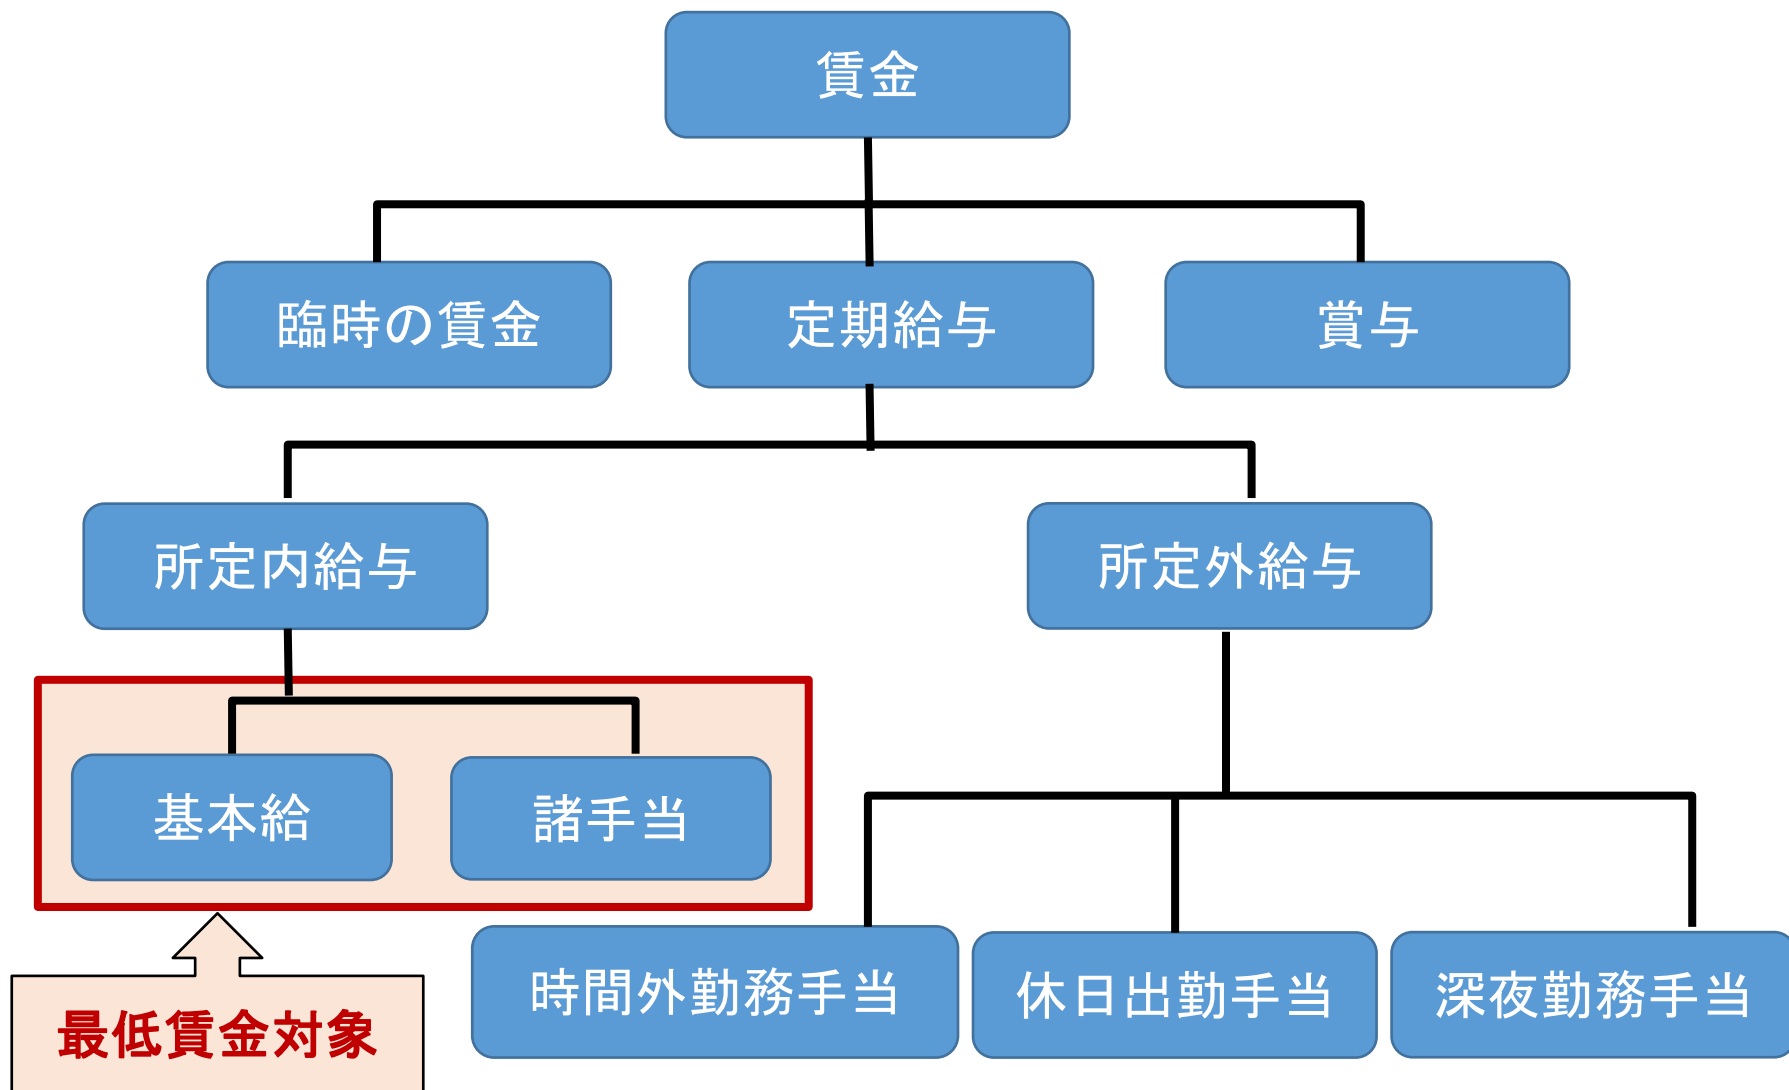 賃金
臨時の賃金
定期給与
賞与
所定内給与
所定外給与
基本給
諸手当
時間外勤務手当
休日出勤手当
深夜勤務手当
最低賃金対象